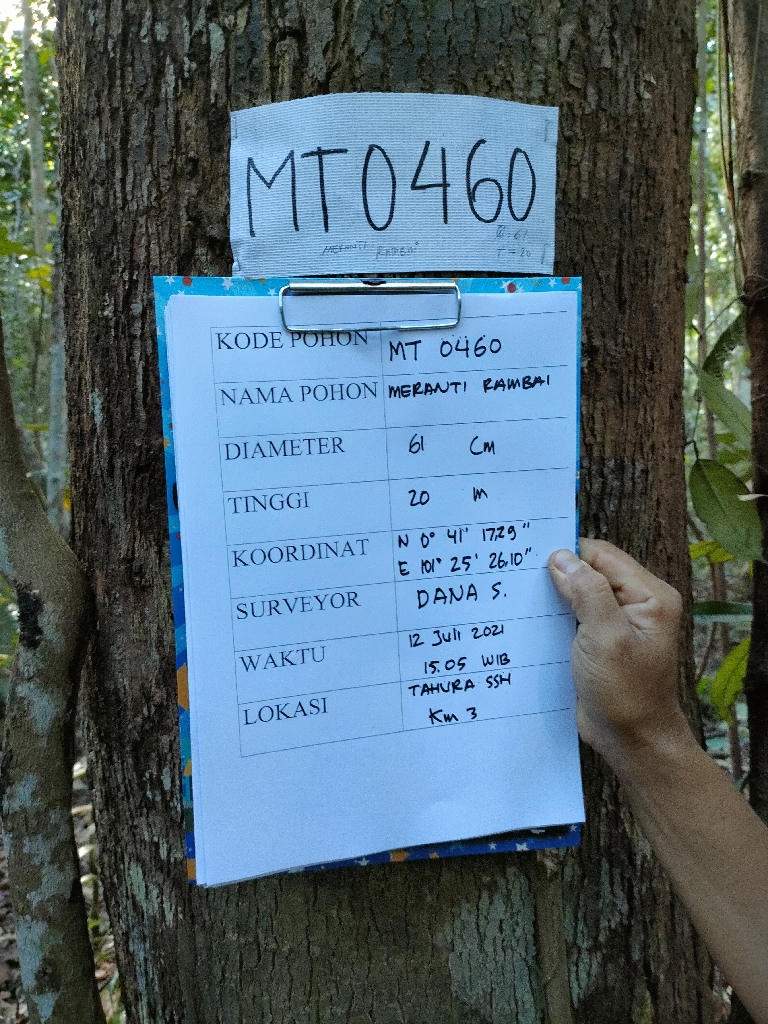 MT0460
MERANTI RAMBAI
D = 61
T = 20
KODE POHON MT 0460
NAMA POHON MERANTI RAMBAI
DIAMETER 61 Cm
TINGGI 20 m
KOORDINAT N 0° 41' 17.29"
E 101° 25' 26.10"
SURVEYOR DANA S.
WAKTU 12 Juli 2021
15.05 WIB
LOKASI TAHURA SSH
Km 3